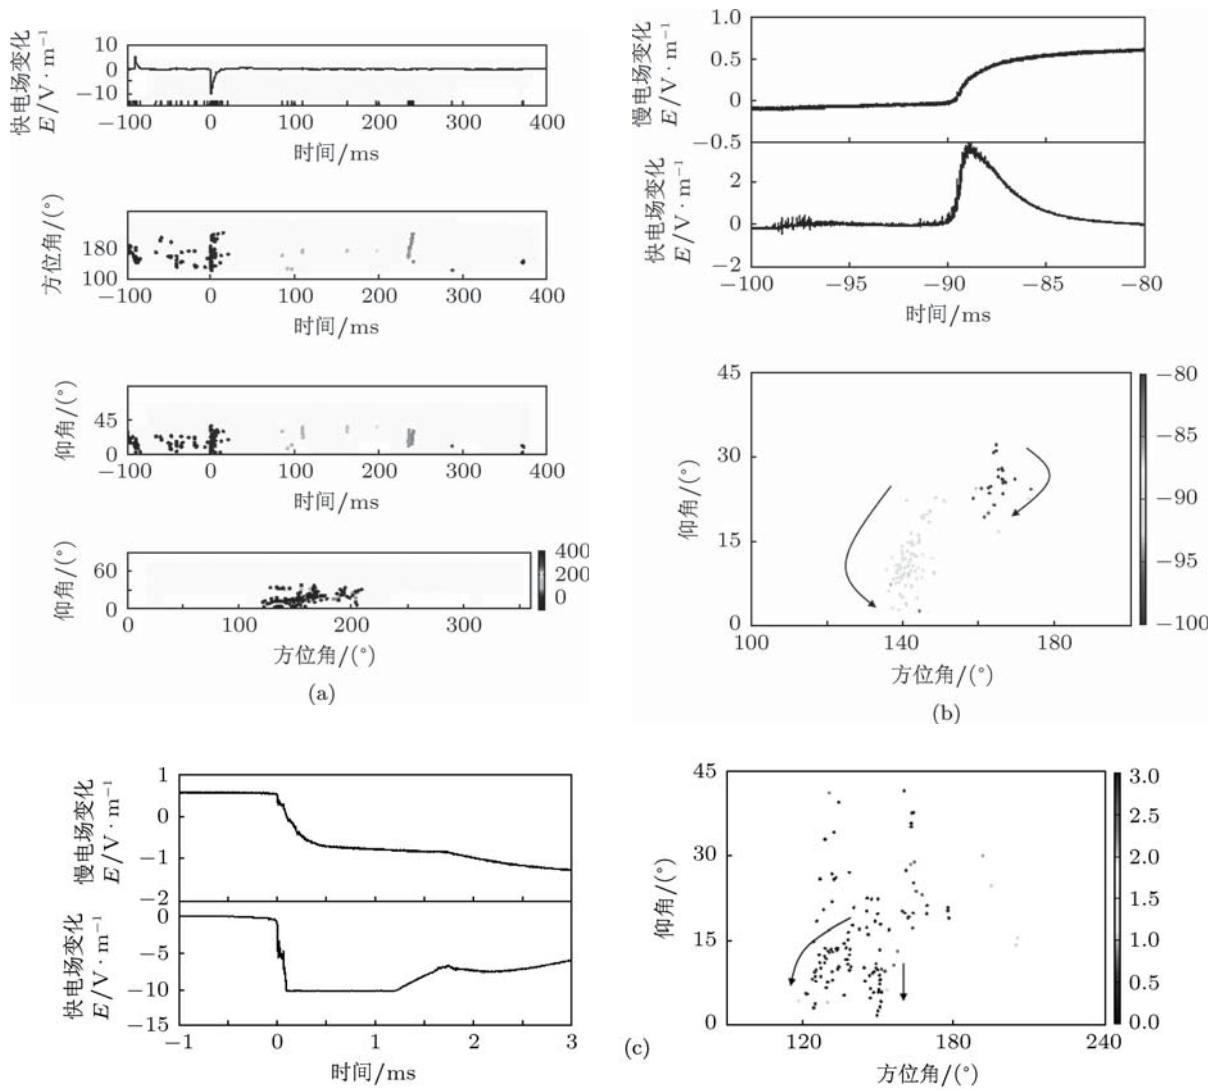 快电场变化
E/V·m⁻¹
10
0
−10
−100 0 100 200 300 400
时间/ms
方位角/(°)
180
100
−100 0 100 200 300 400
时间/ms
仰角/(°)
45
0
−100 0 100 200 300 400
时间/ms
仰角/(°)
60
0
0 100 200 300
方位角/(°)
400
200
0
(a)
慢电场变化
E/V·m⁻¹
1.0
0.5
0
−0.5
快电场变化
E/V·m⁻¹
2
0
−2
−100 −95 −90 −85 −80
时间/ms
仰角/(°)
45
30
15
0
100 140 180
方位角/(°)
−80
−85
−90
−95
−100
(b)
慢电场变化
E/V·m⁻¹
1
0
−1
−2
快电场变化
E/V·m⁻¹
0
−5
−10
−15
−1 0 1 2 3
时间/ms
仰角/(°)
45
30
15
0
120 180 240
方位角/(°)
3.0
2.5
2.0
1.5
1.0
0.5
0.0
(c)